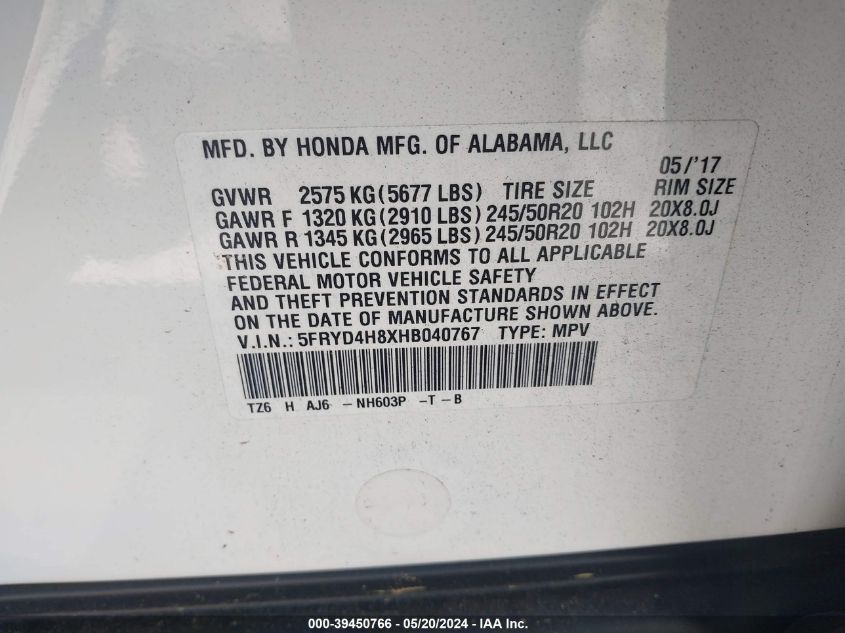 MFD. BY HONDA MFG. OF ALABAMA, LLC
05/'17
GVWR 2575 KG(5677 LBS) TIRE SIZE RIM SIZE
GAWR F 1320 KG(2910 LBS)245/50R20 102H 20X8.0J
GAWR R 1345 KG(2965 LBS)245/50R20 102H 20X8.0J
THIS VEHICLE CONFORMS TO ALL APPLICABLE
FEDERAL MOTOR VEHICLE SAFETY
AND THEFT PREVENTION STANDARDS IN EFFECT
ON THE DATE OF MANUFACTURE SHOWN ABOVE.
V.I.N.: 5FRYD4H8XHB040767 TYPE: MPV
TZ6 H AJ6 -NH603P -T-B
000-39450766 - 05/20/2024 - IAA Inc.